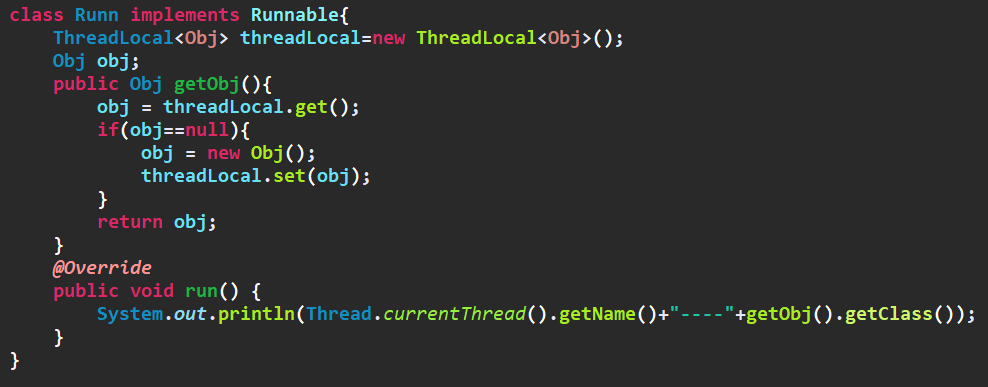 class Runn implements Runnable{
    ThreadLocal<Obj> threadLocal=new ThreadLocal<Obj>();
    Obj obj;
    public Obj getObj(){
        obj = threadLocal.get();
        if(obj==null){
            obj = new Obj();
            threadLocal.set(obj);
        }
        return obj;
    }
    @Override
    public void run() {
        System.out.println(Thread.currentThread().getName()+"----"+getObj().getClass());
    }
}